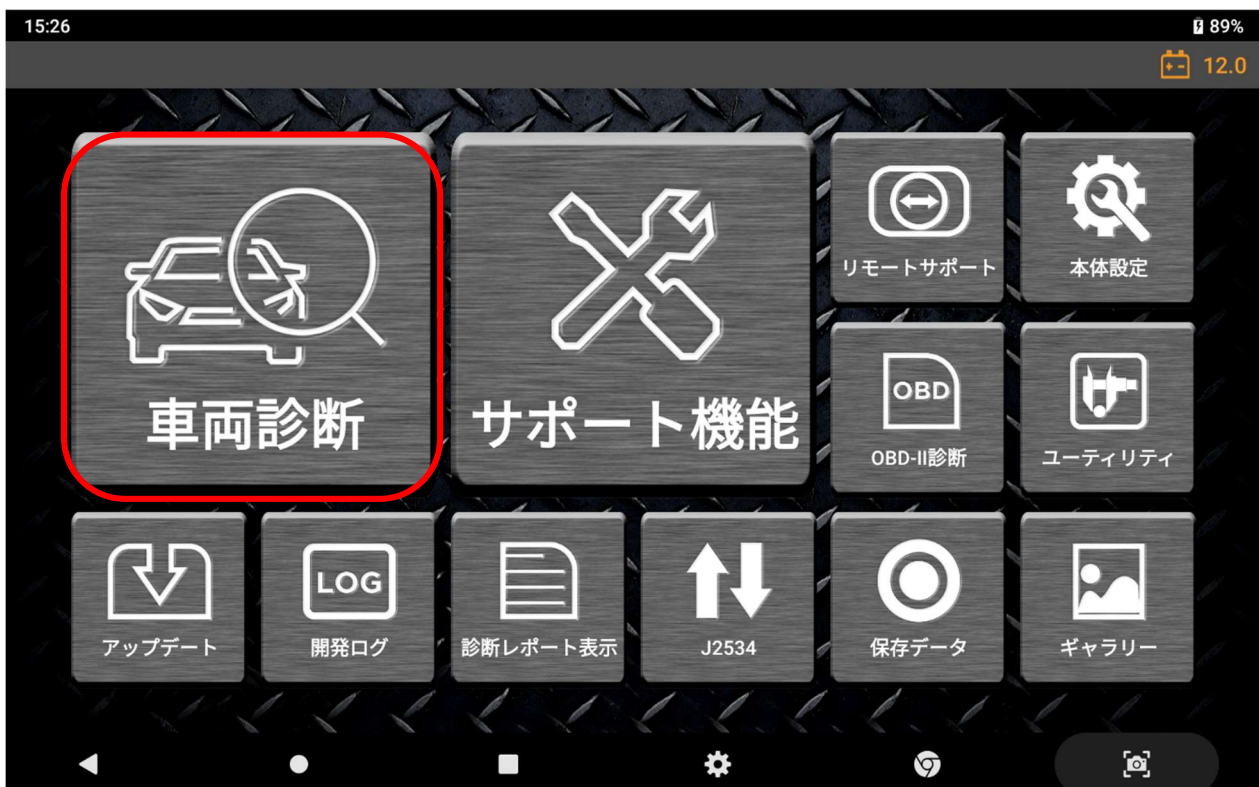 15:26
89%
12.0
車両診断
サポート機能
リモートサポート
本体設定
OBD
OBD-II診断
ユーティリティ
アップデート
LOG
開発ログ
診断レポート表示
J2534
保存データ
ギャラリー